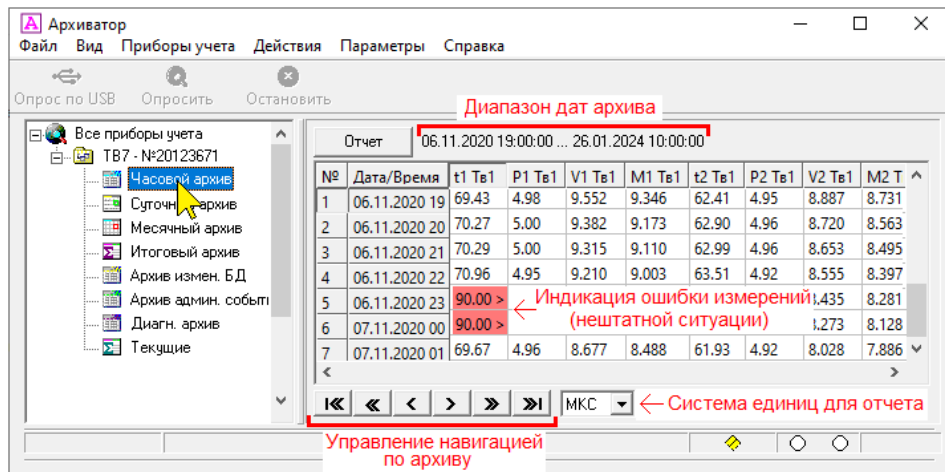 Архиватор
Файл Вид Приборы учета Действия Параметры Справка
Опрос по USB Опросить Остановить
Диапазон дат архива
Все приборы учета
ТВ7 - №20123671
Часовой архив
архив
Месячный архив
Итоговый архив
Архив измен. БД
Архив админ. событи
Диагн. архив
Текущие
Отчет 06.11.2020 19:00:00 ... 26.01.2024 10:00:00
№ Дата/Время t1 Тв1 P1 Тв1 V1 Тв1 M1 Тв1 t2 Тв1 P2 Тв1 V2 Тв1 M2 Т
1 06.11.2020 19 69.43 4.98 9.552 9.346 62.41 4.95 8.887 8.731
2 06.11.2020 20 70.27 5.00 9.382 9.173 62.90 4.96 8.720 8.563
3 06.11.2020 21 70.29 5.00 9.315 9.110 62.99 4.96 8.653 8.495
4 06.11.2020 22 70.96 4.95 9.210 9.003 63.51 4.92 8.555 8.397
5 06.11.2020 23 90.00 > Индикация ошибки измерений .435 8.281
6 07.11.2020 00 90.00 > (нештатной ситуации) .273 8.128
7 07.11.2020 01 69.67 4.96 8.677 8.488 61.93 4.92 8.028 7.886
МКС Система единиц для отчета
Управление навигацией
по архиву